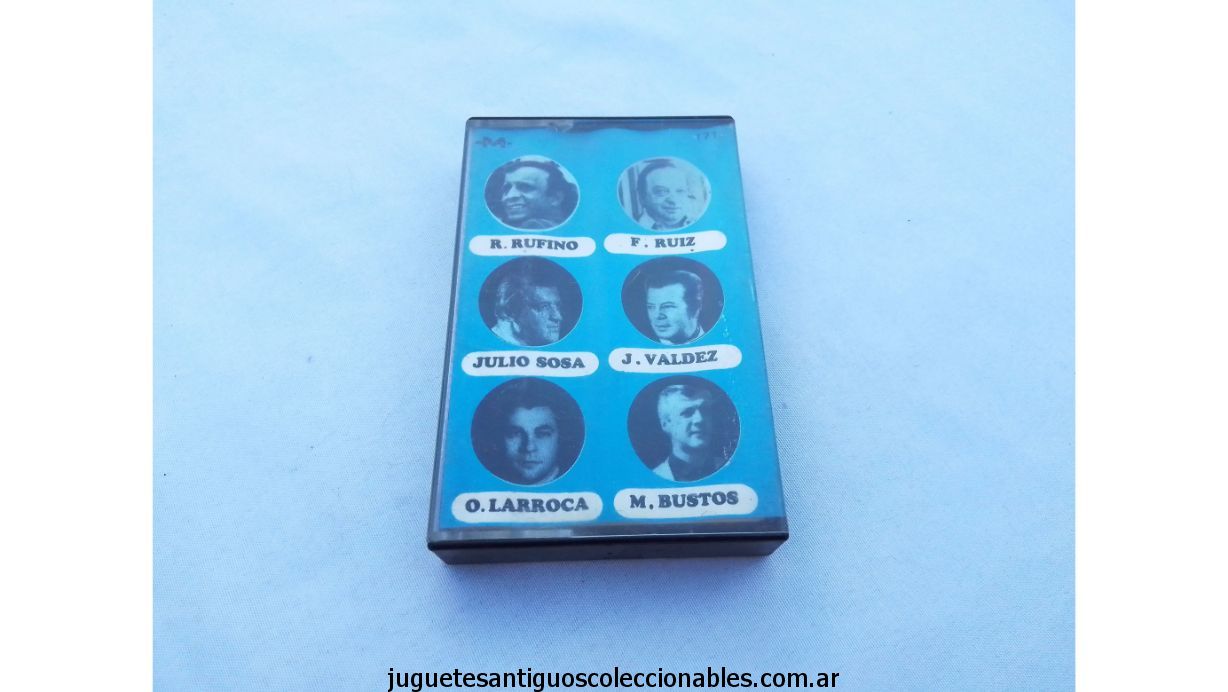 -M-
R. RUFINO
F. RUIZ
JULIO SOSA
J. VALDEZ
O. LARROCA
M. BUSTOS
juguetesantiguoscoleccionables.com.ar